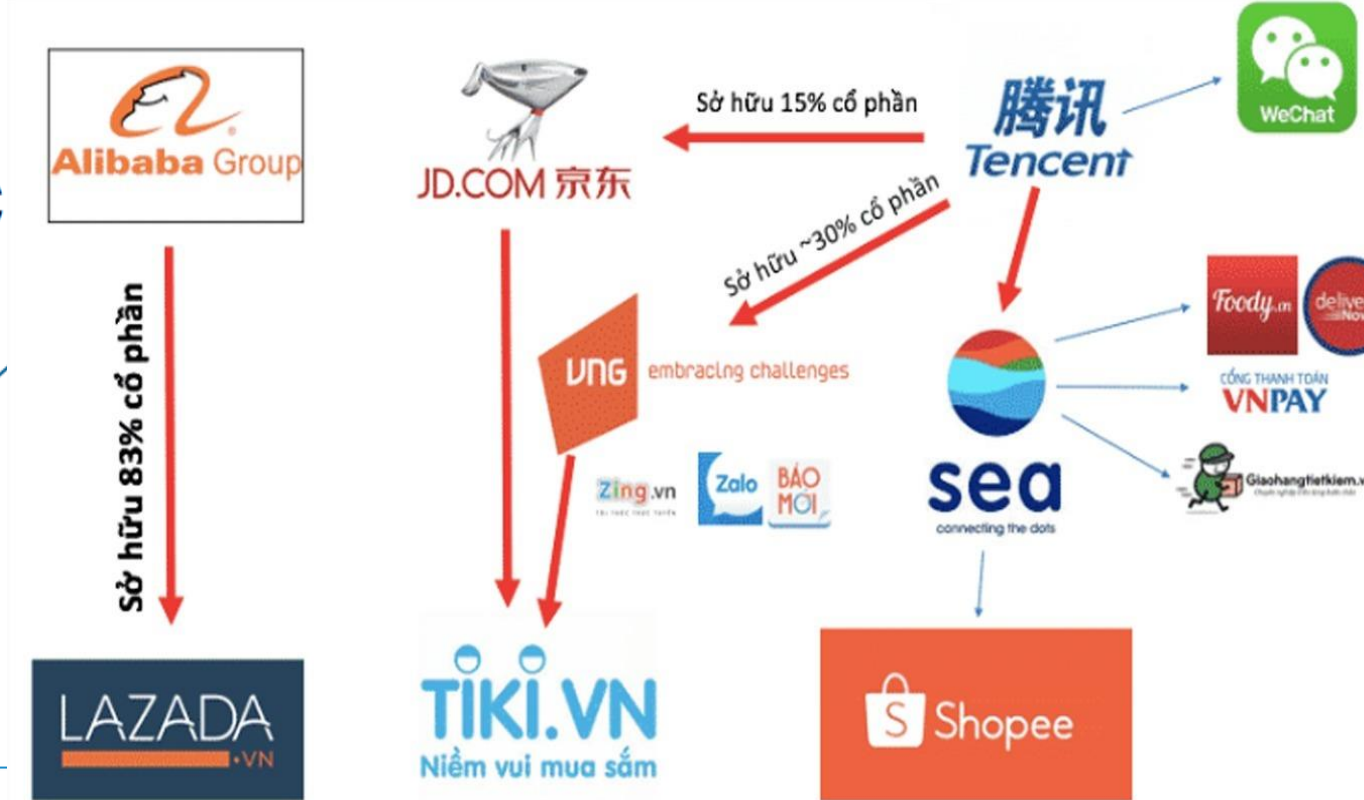 Alibaba Group
Sở hữu 83% cổ phần
LAZADA
.VN
JD.COM 京东
Sở hữu 15% cổ phần
腾讯
Tencent
WeChat
Sở hữu ~30% cổ phần
VNG
embracing challenges
Zing.vn
Zalo
BÁO
MỚI
TIKI.VN
Niềm vui mua sắm
sea
connecting the dots
Foody.vn
CỔNG THANH TOÁN
VNPAY
Shopee